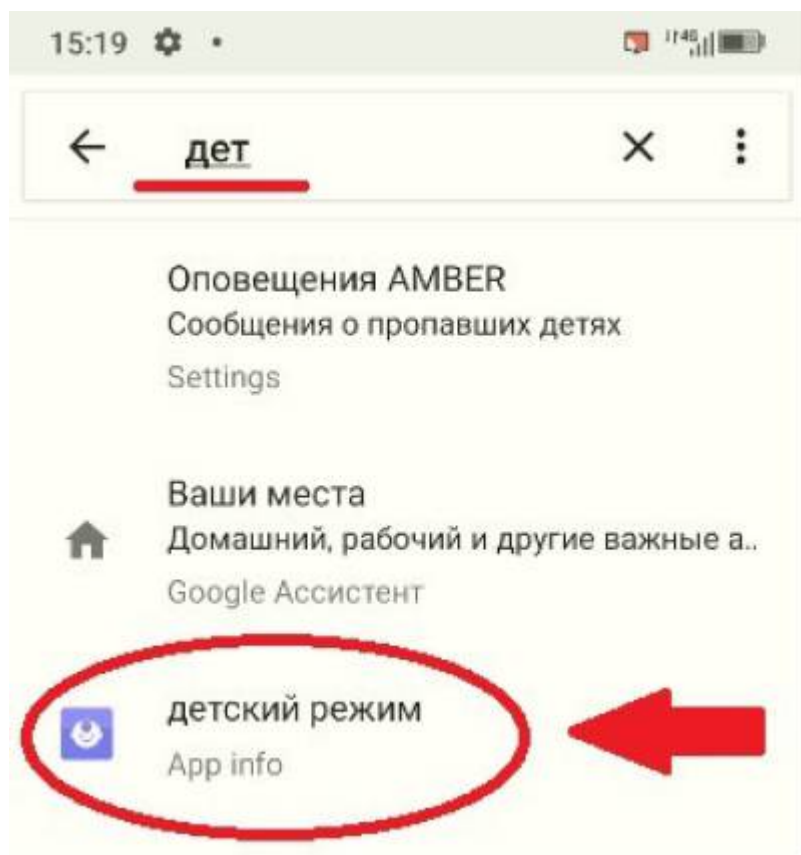 15:19
4G
дет
Оповещения AMBER
Сообщения о пропавших детях
Settings
Ваши места
Домашний, рабочий и другие важные а..
Google Ассистент
детский режим
App info